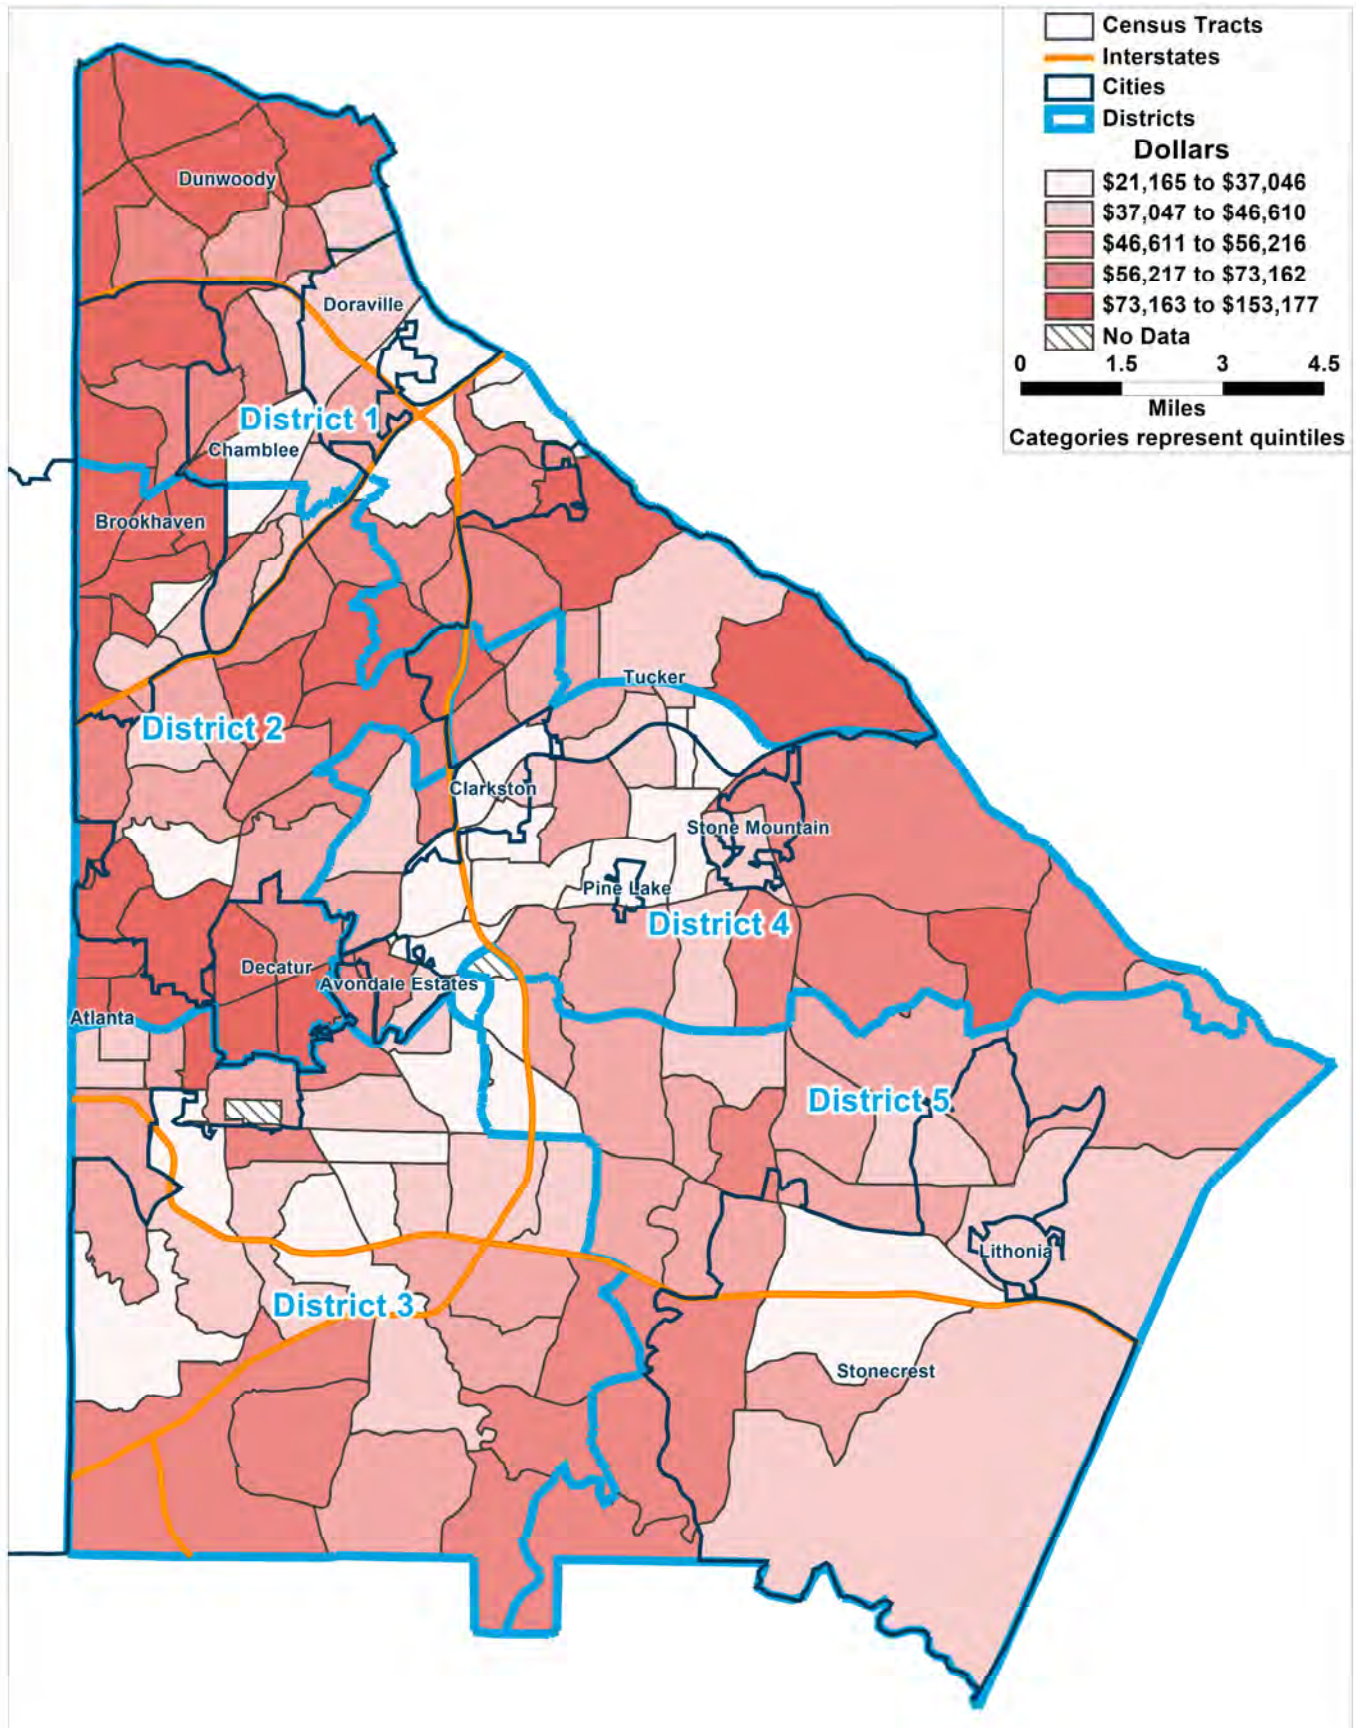 Census Tracts
Interstates
Cities
Districts
Dollars
$21,165 to $37,046
$37,047 to $46,610
$46,611 to $56,216
$56,217 to $73,162
$73,163 to $153,177
No Data
0 1.5 3 4.5
Miles
Categories represent quintiles
Dunwoody
Doraville
District 1
Chamblee
Brookhaven
Tucker
District 2
Clarkston
Stone Mountain
Pine Lake
District 4
Decatur
Avondale Estates
Atlanta
District 5
Lithonia
District 3
Stonecrest